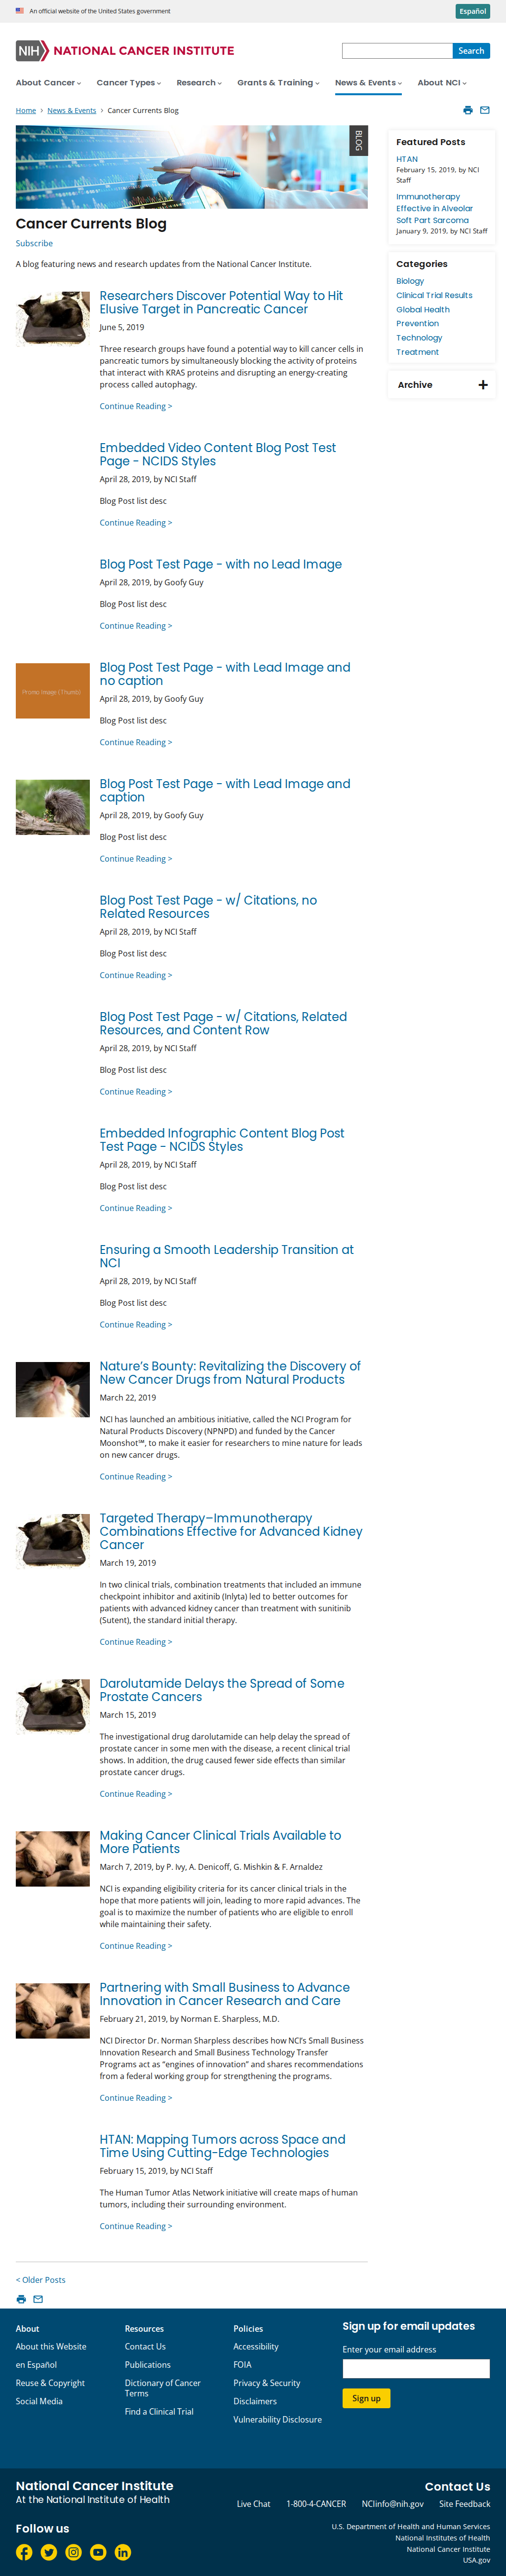 An official website of the United States government
Español
NIH NATIONAL CANCER INSTITUTE
Search
About Cancer
Cancer Types
Research
Grants & Training
News & Events
About NCI
Home > News & Events > Cancer Currents Blog
BLOG
Cancer Currents Blog
Subscribe
A blog featuring news and research updates from the National Cancer Institute.
Researchers Discover Potential Way to Hit
Elusive Target in Pancreatic Cancer
June 5, 2019
Three research groups have found a potential way to kill cancer cells in
pancreatic tumors by simultaneously blocking the activity of proteins
that interact with KRAS proteins and disrupting an energy-creating
process called autophagy.
Continue Reading >
Embedded Video Content Blog Post Test
Page - NCIDS Styles
April 28, 2019, by NCI Staff
Blog Post list desc
Continue Reading >
Blog Post Test Page - with no Lead Image
April 28, 2019, by Goofy Guy
Blog Post list desc
Continue Reading >
Promo Image (Thumb)
Blog Post Test Page - with Lead Image and
no caption
April 28, 2019, by Goofy Guy
Blog Post list desc
Continue Reading >
Blog Post Test Page - with Lead Image and
caption
April 28, 2019, by Goofy Guy
Blog Post list desc
Continue Reading >
Blog Post Test Page - w/ Citations, no
Related Resources
April 28, 2019, by NCI Staff
Blog Post list desc
Continue Reading >
Blog Post Test Page - w/ Citations, Related
Resources, and Content Row
April 28, 2019, by NCI Staff
Blog Post list desc
Continue Reading >
Embedded Infographic Content Blog Post
Test Page - NCIDS Styles
April 28, 2019, by NCI Staff
Blog Post list desc
Continue Reading >
Ensuring a Smooth Leadership Transition at
NCI
April 28, 2019, by NCI Staff
Blog Post list desc
Continue Reading >
Nature’s Bounty: Revitalizing the Discovery of
New Cancer Drugs from Natural Products
March 22, 2019
NCI has launched an ambitious initiative, called the NCI Program for
Natural Products Discovery (NPNPD) and funded by the Cancer
Moonshot℠, to make it easier for researchers to mine nature for leads
on new cancer drugs.
Continue Reading >
Targeted Therapy–Immunotherapy
Combinations Effective for Advanced Kidney
Cancer
March 19, 2019
In two clinical trials, combination treatments that included an immune
checkpoint inhibitor and axitinib (Inlyta) led to better outcomes for
patients with advanced kidney cancer than treatment with sunitinib
(Sutent), the standard initial therapy.
Continue Reading >
Darolutamide Delays the Spread of Some
Prostate Cancers
March 15, 2019
The investigational drug darolutamide can help delay the spread of
prostate cancer in some men with the disease, a recent clinical trial
shows. In addition, the drug caused fewer side effects than similar
prostate cancer drugs.
Continue Reading >
Making Cancer Clinical Trials Available to
More Patients
March 7, 2019, by P. Ivy, A. Denicoff, G. Mishkin & F. Arnaldez
NCI is expanding eligibility criteria for its cancer clinical trials in the
hope that more patients will join, leading to more rapid advances. The
goal is to maximize the number of patients who are eligible to enroll
while maintaining their safety.
Continue Reading >
Partnering with Small Business to Advance
Innovation in Cancer Research and Care
February 21, 2019, by Norman E. Sharpless, M.D.
NCI Director Dr. Norman Sharpless describes how NCI’s Small Business
Innovation Research and Small Business Technology Transfer
Programs act as “engines of innovation” and shares recommendations
from a federal working group for strengthening the programs.
Continue Reading >
HTAN: Mapping Tumors across Space and
Time Using Cutting-Edge Technologies
February 15, 2019, by NCI Staff
The Human Tumor Atlas Network initiative will create maps of human
tumors, including their surrounding environment.
Continue Reading >
< Older Posts
Featured Posts
HTAN
February 15, 2019, by NCI
Staff
Immunotherapy
Effective in Alveolar
Soft Part Sarcoma
January 9, 2019, by NCI Staff
Categories
Biology
Clinical Trial Results
Global Health
Prevention
Technology
Treatment
Archive
About
About this Website
en Español
Reuse & Copyright
Social Media
Resources
Contact Us
Publications
Dictionary of Cancer
Terms
Find a Clinical Trial
Policies
Accessibility
FOIA
Privacy & Security
Disclaimers
Vulnerability Disclosure
Sign up for email updates
Enter your email address
Sign up
National Cancer Institute
At the National Institutes of Health
Follow us
Contact Us
Live Chat
1-800-4-CANCER
NCIinfo@nih.gov
Site Feedback
U.S. Department of Health and Human Services
National Institutes of Health
National Cancer Institute
USA.gov